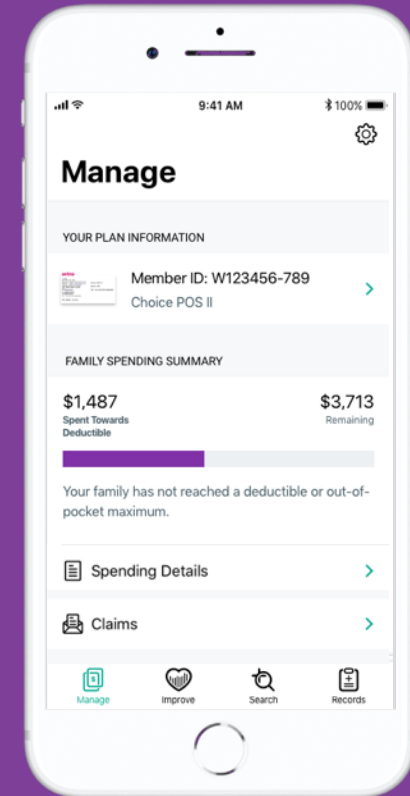 9:41 AM
100%
Manage
YOUR PLAN INFORMATION
aetna
Member ID: W123456-789
Choice POS II
FAMILY SPENDING SUMMARY
$1,487
$3,713
Spent Towards
Remaining
Deductible
Your family has not reached a deductible or out-of-
pocket maximum.
Spending Details
Claims
Manage
Improve
Search
Records